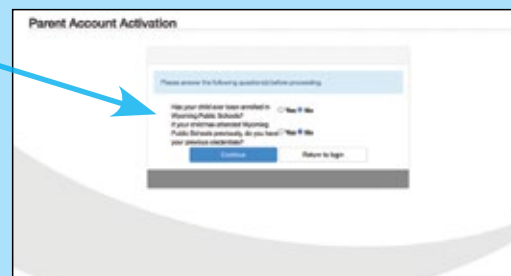 Parent Account Activation
Please answer the following question(s) before proceeding.
Has your child ever been enrolled in
Wyoming Public Schools?
Yes No
If your child has attended Wyoming
Public Schools previously, do you have
your previous credentials?
Yes No
Continue Return to login